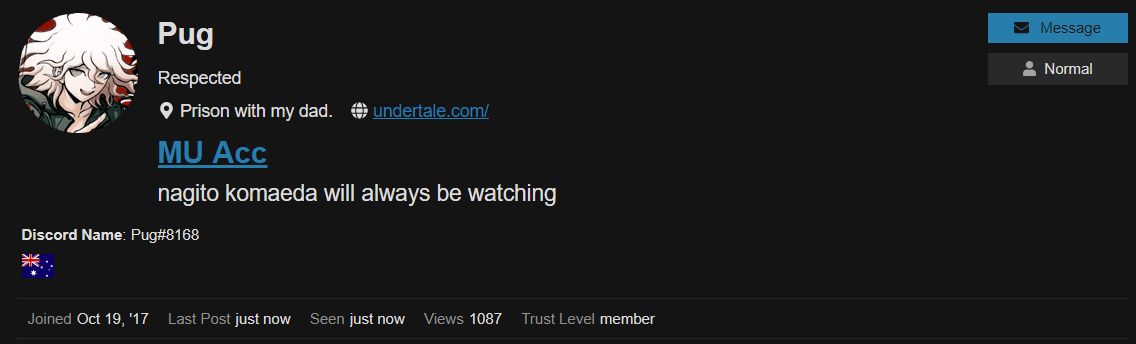 Pug
Message
Respected
Normal
Prison with my dad. undertale.com/
MU Acc
nagito komaeda will always be watching
Discord Name: Pug#8168
Joined Oct 19, '17 Last Post just now Seen just now Views 1087 Trust Level member